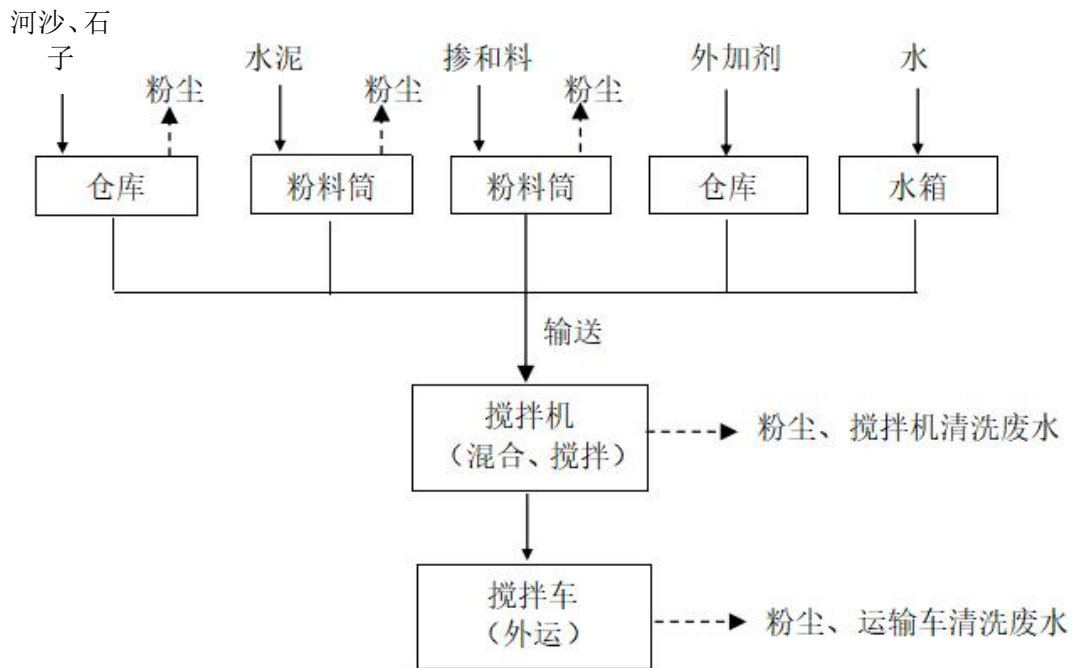 河沙、石
子
水泥
掺和料
外加剂
水
粉尘
粉尘
粉尘
仓库
粉料筒
粉料筒
仓库
水箱
输送
搅拌机
（混合、搅拌）
粉尘、搅拌机清洗废水
搅拌车
（外运）
粉尘、运输车清洗废水